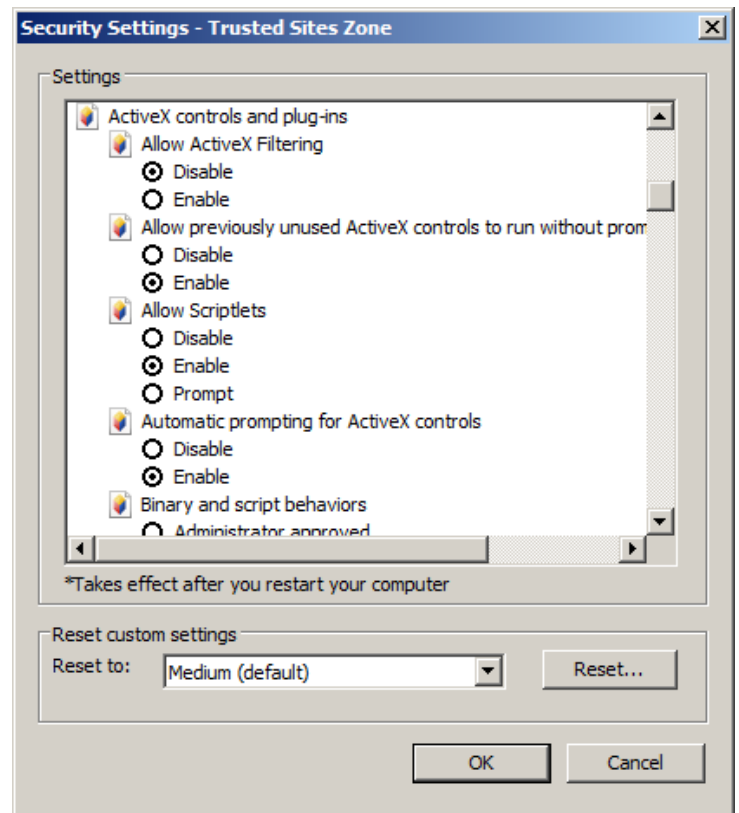 Security Settings - Trusted Sites Zone
Settings
ActiveX controls and plug-ins
Allow ActiveX Filtering
Disable
Enable
Allow previously unused ActiveX controls to run without prom
Disable
Enable
Allow Scriptlets
Disable
Enable
Prompt
Automatic prompting for ActiveX controls
Disable
Enable
Binary and script behaviors
Administrator approved
*Takes effect after you restart your computer
Reset custom settings
Reset to: Medium (default) Reset...
OK Cancel